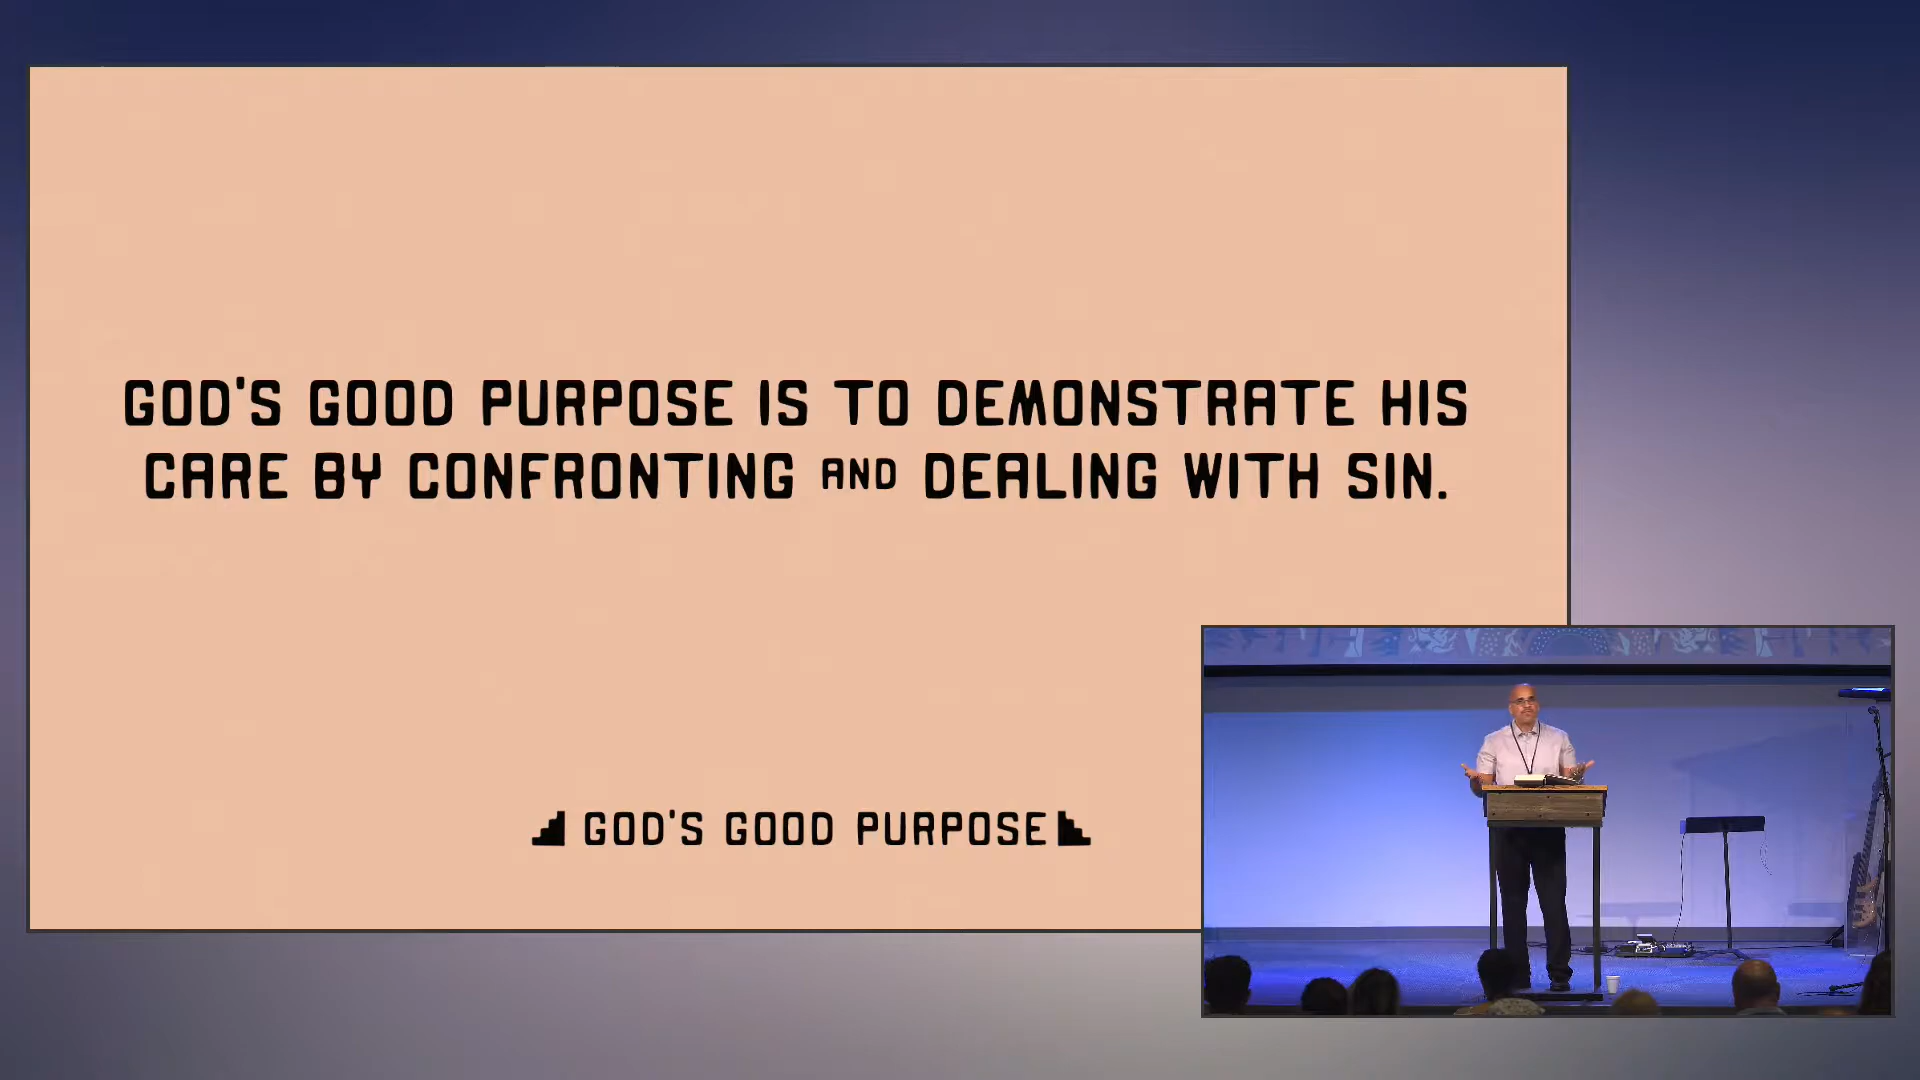 GOD'S GOOD PURPOSE IS TO DEMONSTRATE HIS
CARE BY CONFRONTING AND DEALING WITH SIN.
GOD'S GOOD PURPOSE